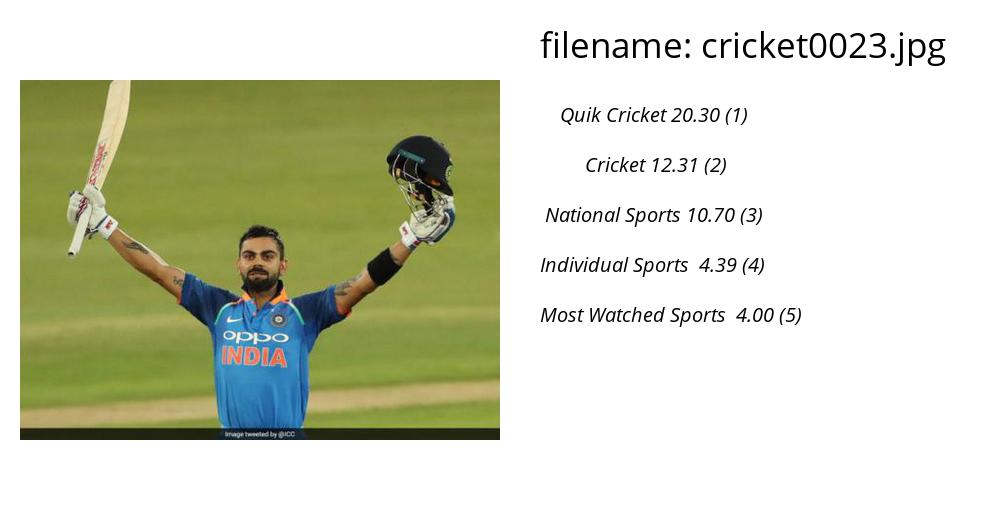 filename: cricket0023.jpg
Quik Cricket 20.30 (1)
Cricket 12.31 (2)
National Sports 10.70 (3)
Individual Sports 4.39 (4)
Most Watched Sports 4.00 (5)
oppo
INDIA
Image tweeted by @ICC